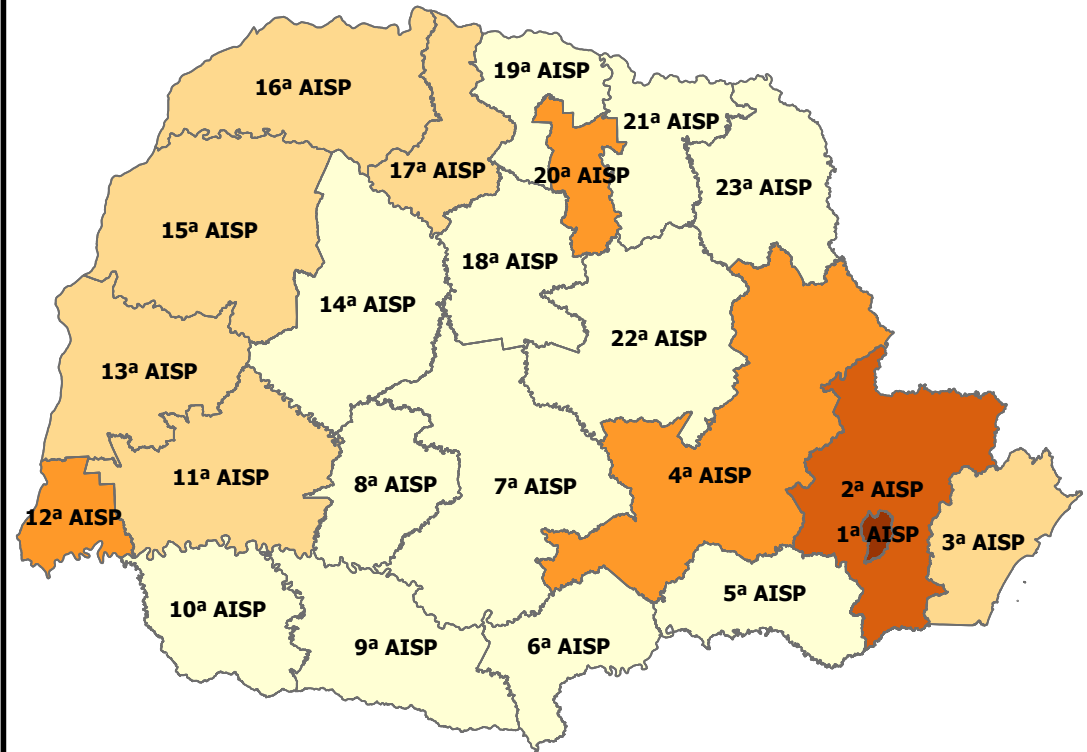 19ª AISP
16ª AISP
21ª AISP
17ª AISP
20ª AISP
23ª AISP
15ª AISP
18ª AISP
14ª AISP
22ª AISP
13ª AISP
11ª AISP
8ª AISP
7ª AISP
4ª AISP
2ª AISP
12ª AISP
1ª AISP
3ª AISP
10ª AISP
5ª AISP
9ª AISP
6ª AISP